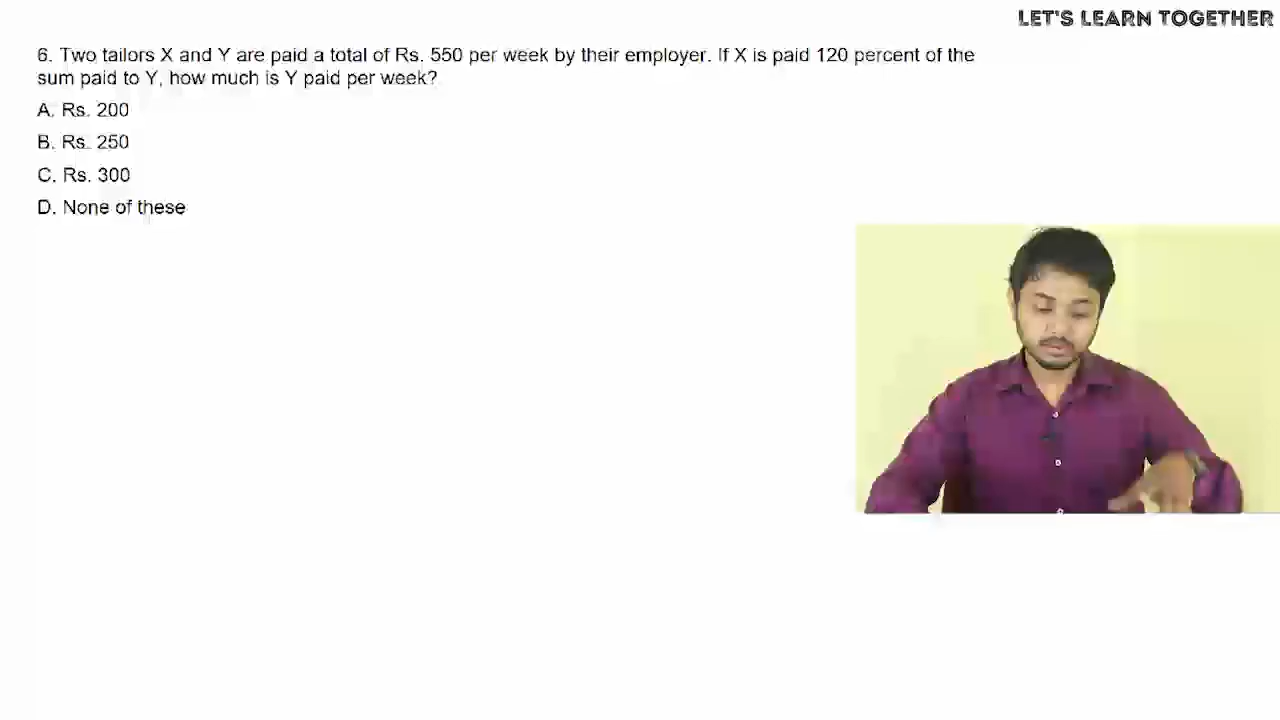 LET'S LEARN TOGETHER
6. Two tailors X and Y are paid a total of Rs. 550 per week by their employer. If X is paid 120 percent of the
sum paid to Y, how much is Y paid per week?
A. Rs. 200
B. Rs. 250
C. Rs. 300
D. None of these